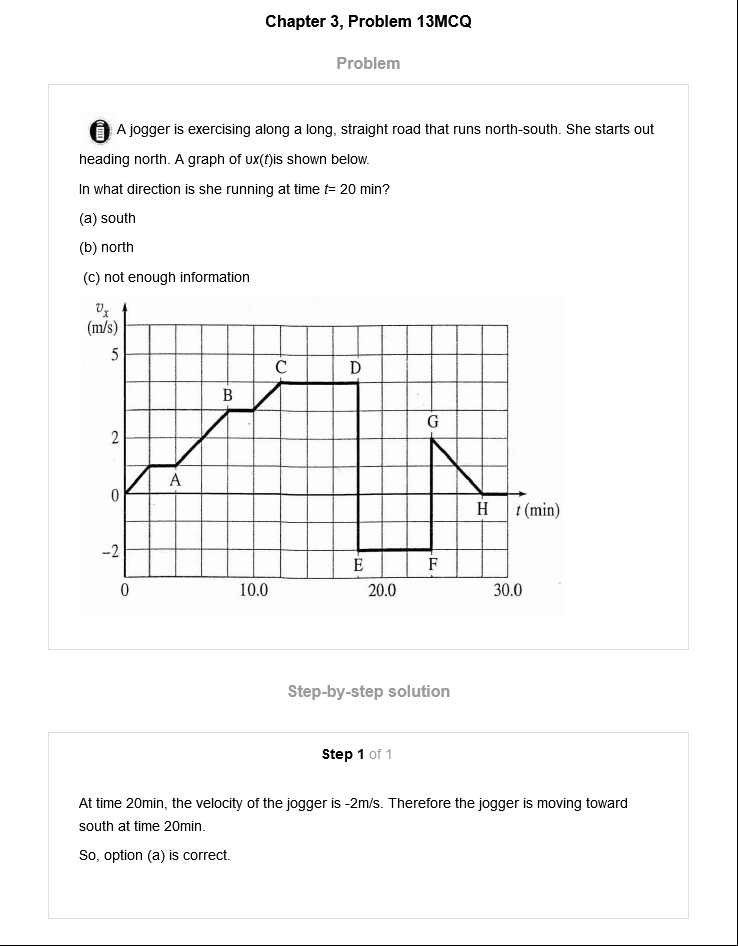 Chapter 3, Problem 13MCQ
Problem
A jogger is exercising along a long, straight road that runs north-south. She starts out
heading north. A graph of ux(t)is shown below.
In what direction is she running at time t= 20 min?
(a) south
(b) north
(c) not enough information
vx
(m/s)
5
C
D
B
G
2
A
0
H
t (min)
−2
E
F
0
10.0
20.0
30.0
Step-by-step solution
Step 1 of 1
At time 20min, the velocity of the jogger is -2m/s. Therefore the jogger is moving toward
south at time 20min.
So, option (a) is correct.